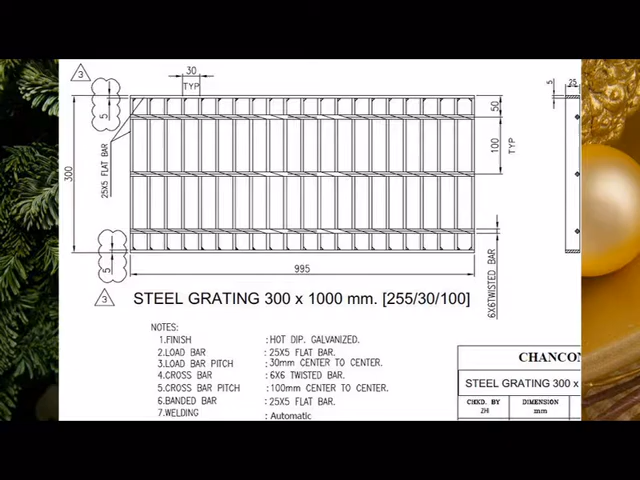 3
30
TYP
5
25X5 FLAT BAR
300
5
50
100
TYP
6X6TWISTED BAR
995
5
25
3
STEEL GRATING 300 x 1000 mm. [255/30/100]
NOTES:
1.FINISH : HOT DIP. GALVANIZED.
2.LOAD BAR : 25X5 FLAT BAR.
3.LOAD BAR PITCH : 30mm CENTER TO CENTER.
4.CROSS BAR : 6X6 TWISTED BAR.
5.CROSS BAR PITCH : 100mm CENTER TO CENTER.
6.BANDED BAR : 25X5 FLAT BAR.
7.WELDING : Automatic
CHANCON
STEEL GRATING 300 x
CHKD. BY DIMENSION
ZH mm